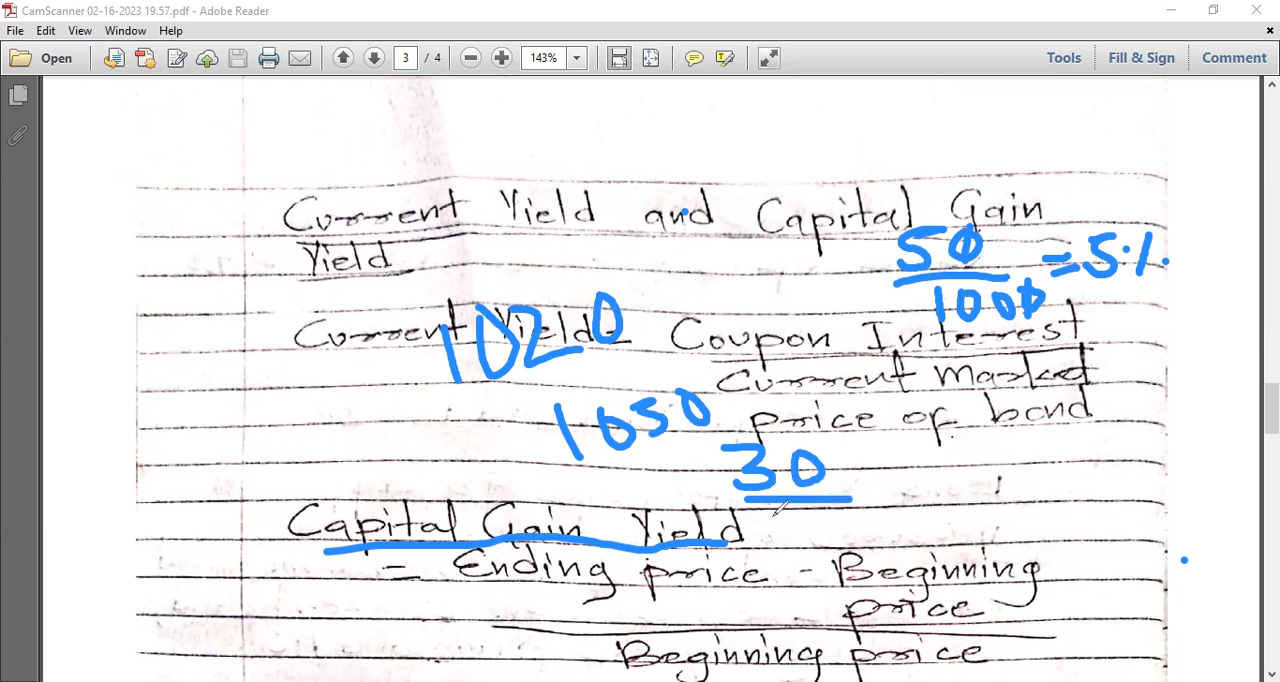 CamScanner 02-16-2023 19.57.pdf - Adobe Reader
File Edit View Window Help
Open 3 / 4 143% Tools Fill & Sign Comment
Current Yield and Capital Gain
Yield
50
1000
= 5%.
Current Yield = Coupon Interest
Current Marked
price of bond
1020
1050
30
Capital Gain Yield
= Ending price - Beginning
price
Beginning price